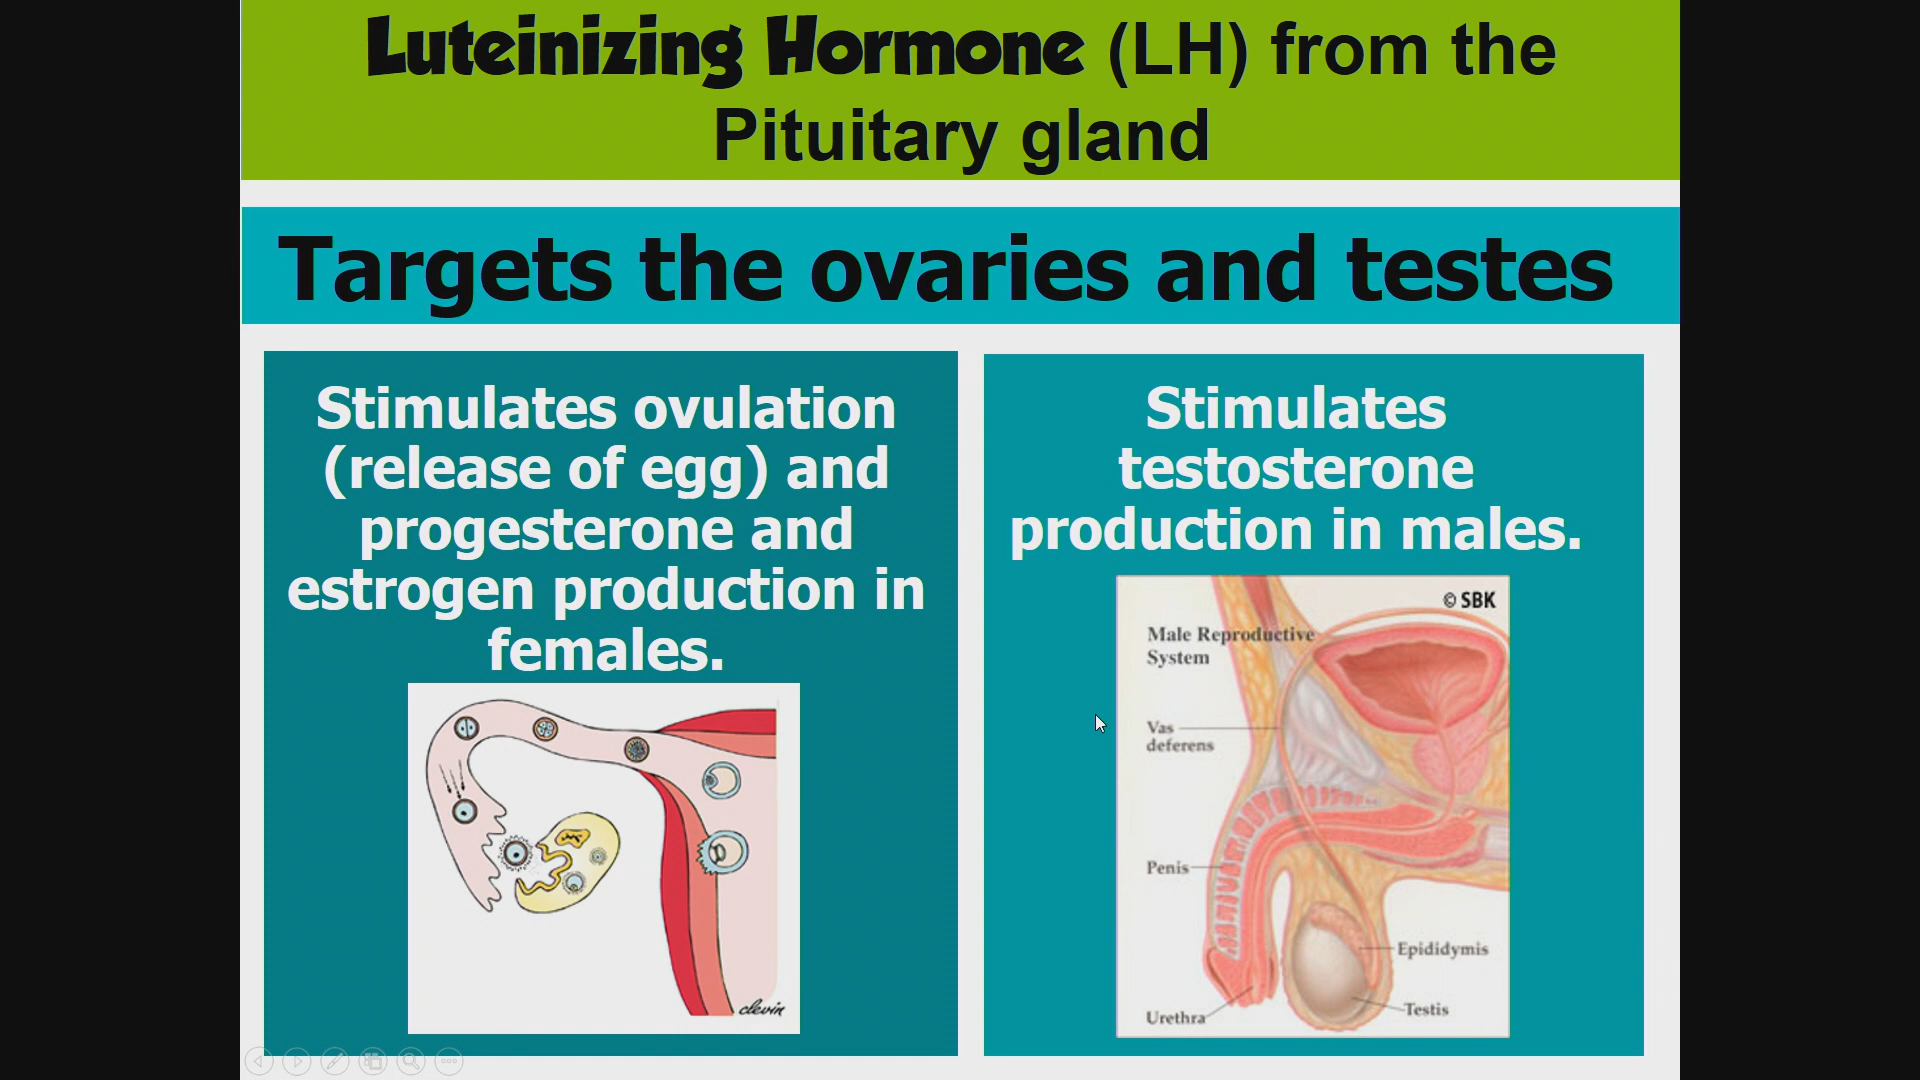 Luteinizing Hormone (LH) from the
Pituitary gland
Targets the ovaries and testes
Stimulates ovulation
(release of egg) and
progesterone and
estrogen production in
females.
clevin
Stimulates
testosterone
production in males.
© SBK
Male Reproductive
System
Vas
deferens
Penis
Epididymis
Testis
Urethra